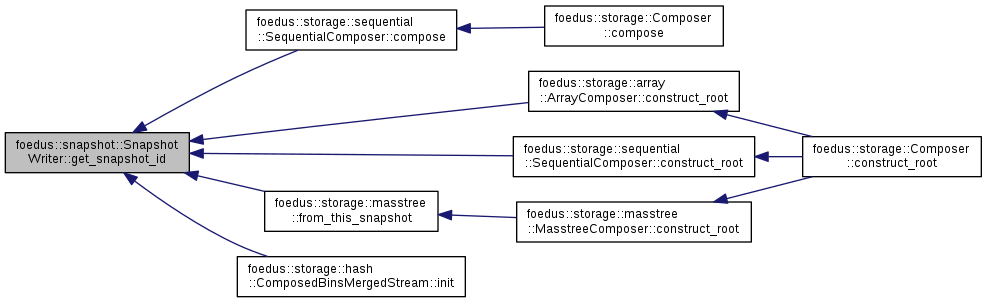 foedus::storage::sequential
::SequentialComposer::compose
foedus::storage::Composer
::compose
foedus::storage::array
::ArrayComposer::construct_root
foedus::snapshot::Snapshot
Writer::get_snapshot_id
foedus::storage::sequential
::SequentialComposer::construct_root
foedus::storage::Composer
::construct_root
foedus::storage::masstree
::from_this_snapshot
foedus::storage::masstree
::MasstreeComposer::construct_root
foedus::storage::hash
::ComposedBinsMergedStream::init